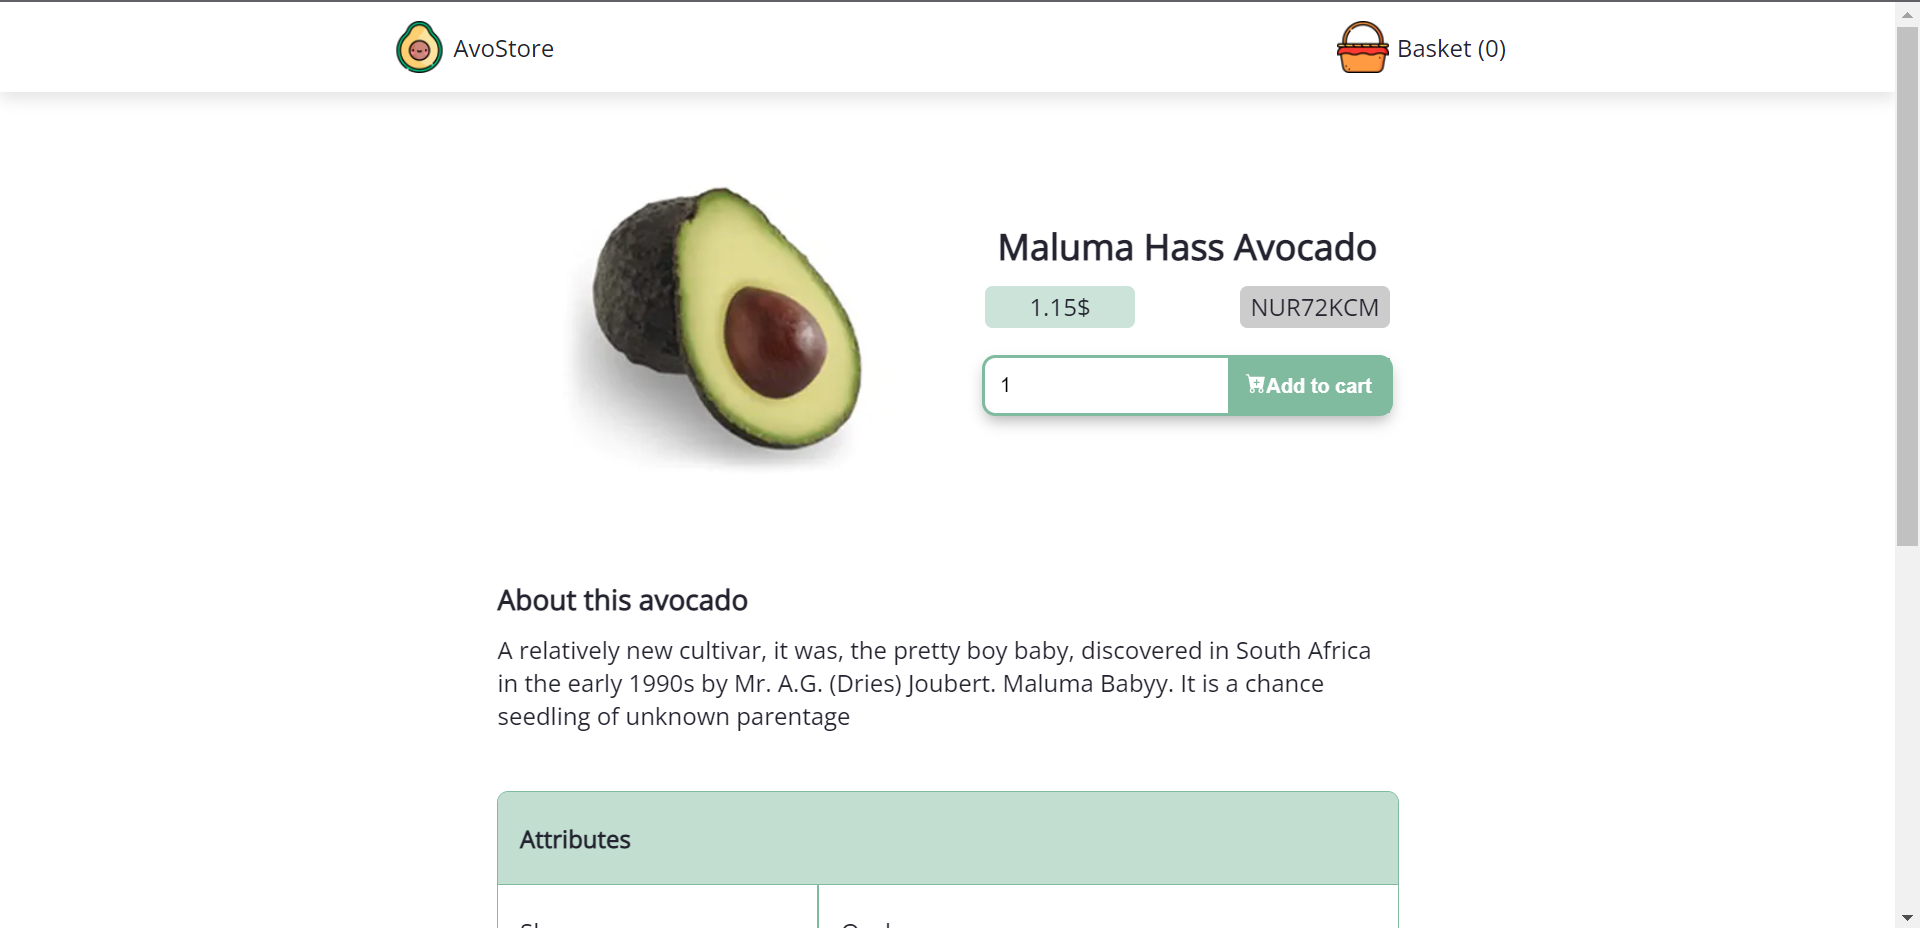 AvoStore
Basket (0)
Maluma Hass Avocado
1.15$
NUR72KCM
1
Add to cart
About this avocado
A relatively new cultivar, it was, the pretty boy baby, discovered in South Africa
in the early 1990s by Mr. A.G. (Dries) Joubert. Maluma Babyy. It is a chance
seedling of unknown parentage
Attributes